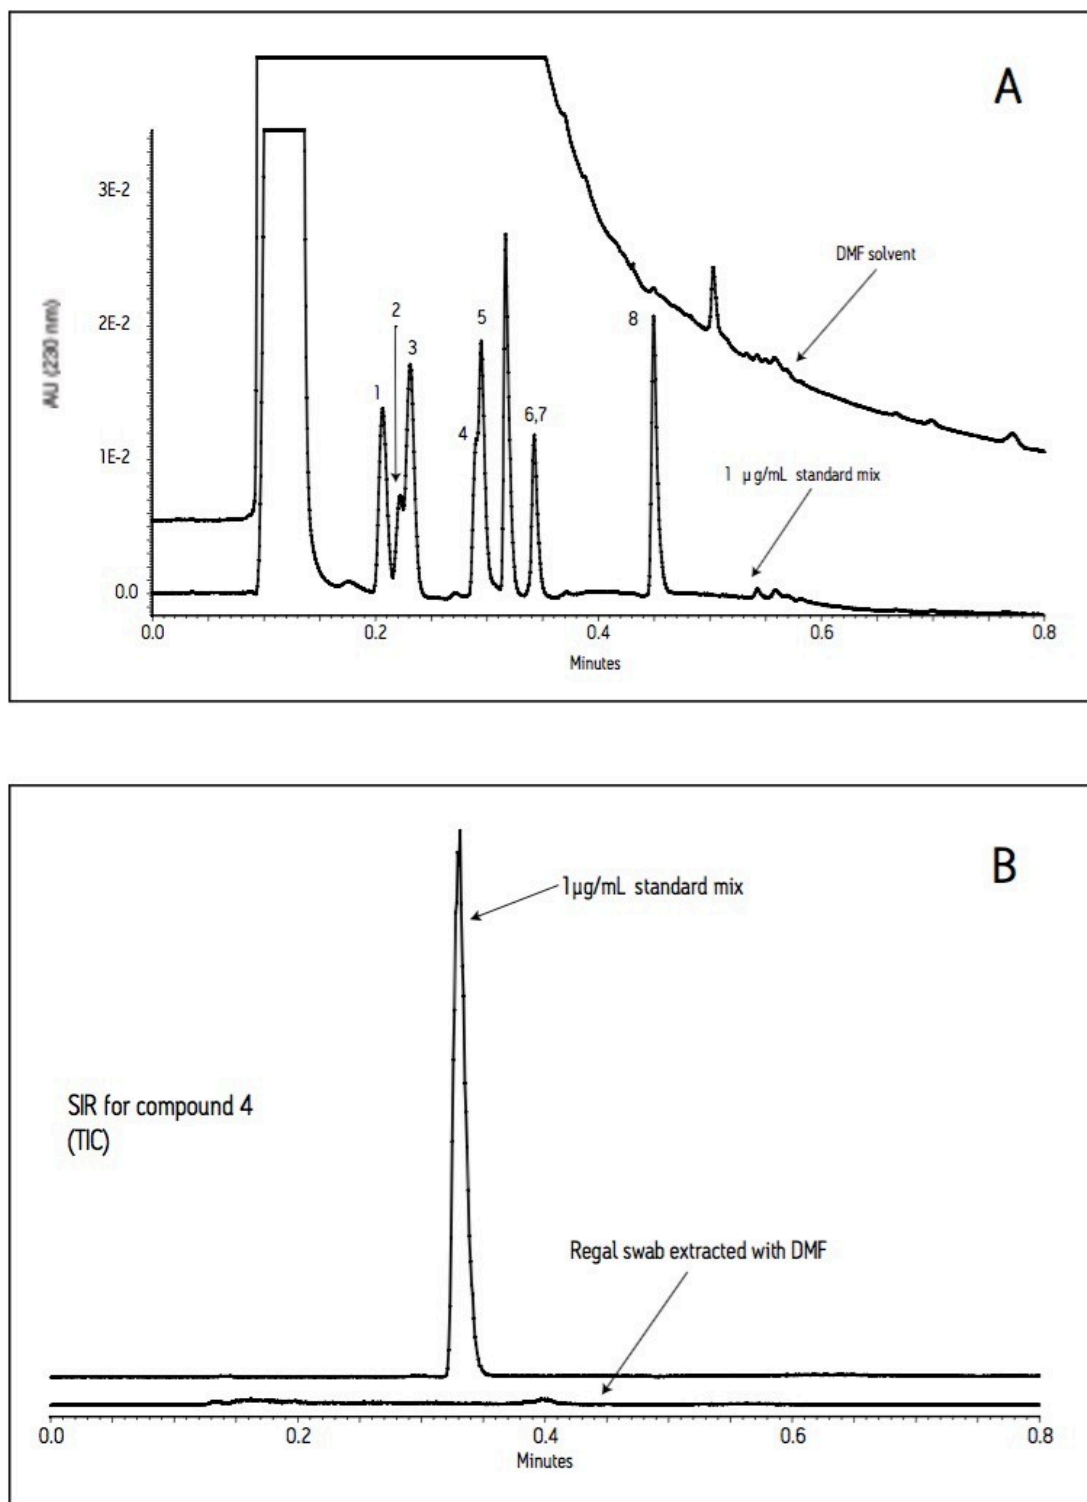 A
3E-2
2E-2
1E-2
0.0
AU (230 nm)
1
2
3
4
5
6,7
8
DMF solvent
1 µg/mL standard mix
0.0 0.2 0.4 0.6 0.8
Minutes
B
1µg/mL standard mix
SIR for compound 4
(TIC)
Regal swab extracted with DMF
0.0 0.2 0.4 0.6 0.8
Minutes